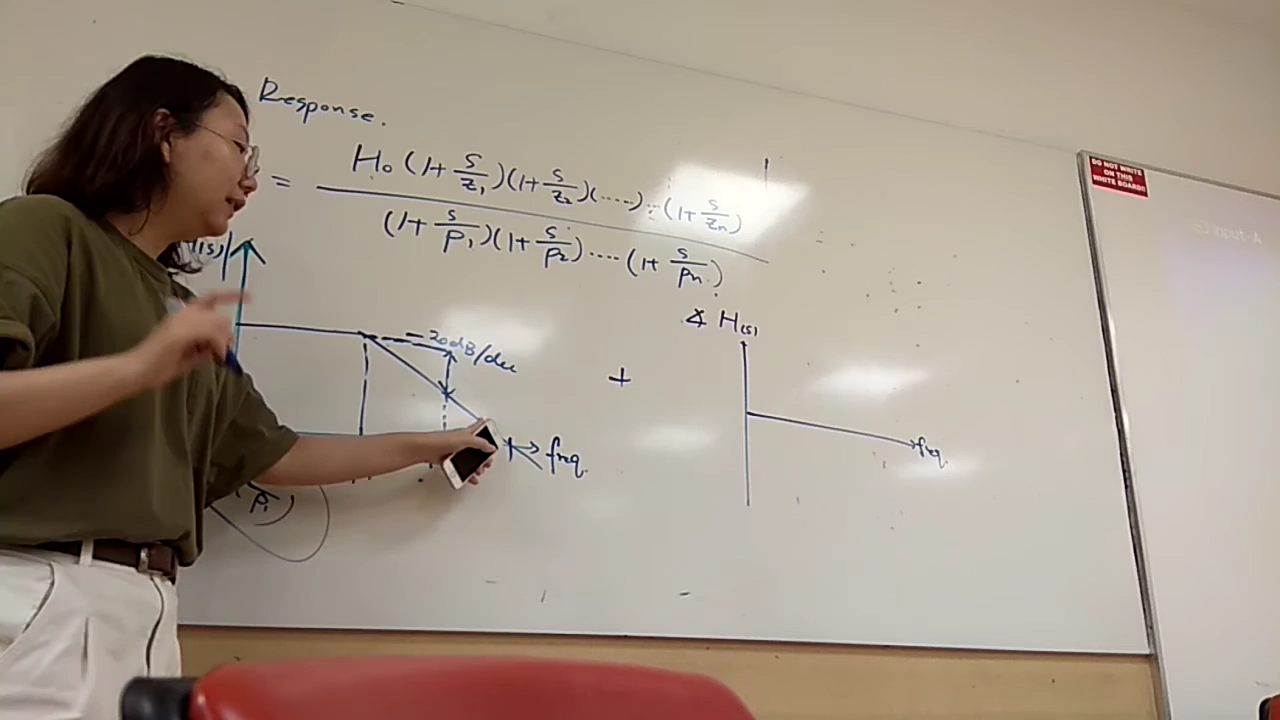 Response.
= H₀(1+s/z₁)(1+s/z₂)(.....)..(1+s/zₙ)
(1+s/p₁)(1+s/p₂)....(1+s/pₙ)
DO NOT WRITE
ON THIS
WHITE BOARD!
input A
(s)|
∡ H(s)
-20dB/dec
+
freq.
freq.
p₁)